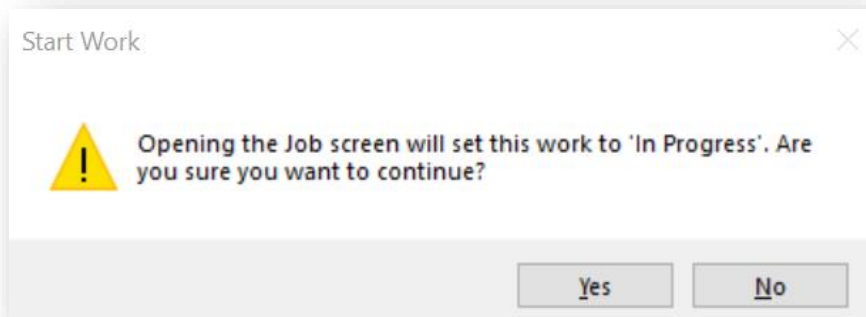 Start Work
Opening the Job screen will set this work to 'In Progress'. Are
you sure you want to continue?
Yes
No